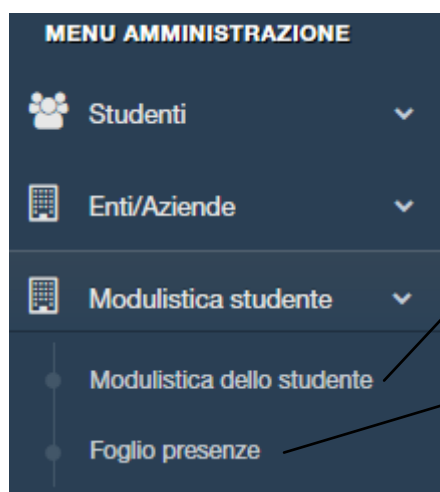 MENU AMMINISTRAZIONE
Studenti
Enti/Aziende
Modulistica studente
Modulistica dello studente
Foglio presenze